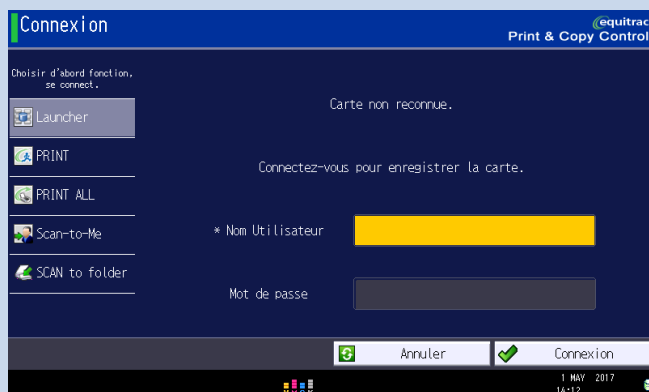 Connexion
equitrac
Print & Copy Control
Choisir d'abord fonction,
se connect.
Launcher
PRINT
PRINT ALL
Scan-to-Me
SCAN to folder
Carte non reconnue.
Connectez-vous pour enregistrer la carte.
* Nom Utilisateur
Mot de passe
Annuler
Connexion
1 MAY 2017
14:12